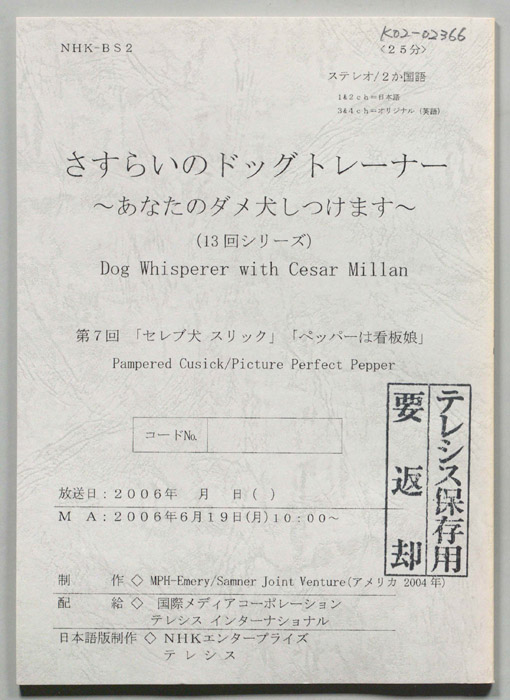 K02-02366
NHK-BS2
〈25分〉
ステレオ/2か国語
1&2ch=日本語
3&4ch=オリジナル (英語)
さすらいのドッグトレーナー
～あなたのダメ犬しつけます～
(13回シリーズ)
Dog Whisperer with Cesar Millan
第7回 「セレブ犬 スリック」 「ペッパーは看板娘」
Pampered Cusick/Picture Perfect Pepper
コード№
テレシス保存用
要返却
放送日：2006年 月 日( )
M A：2006年6月19日(月)10：00～
制 作 ◇ MPH-Emery/Samner Joint Venture(アメリカ 2004年)
配 給 ◇ 国際メディアコーポレーション
テレシス インターナショナル
日本語版制作 ◇ NHKエンタープライズ
テレシス